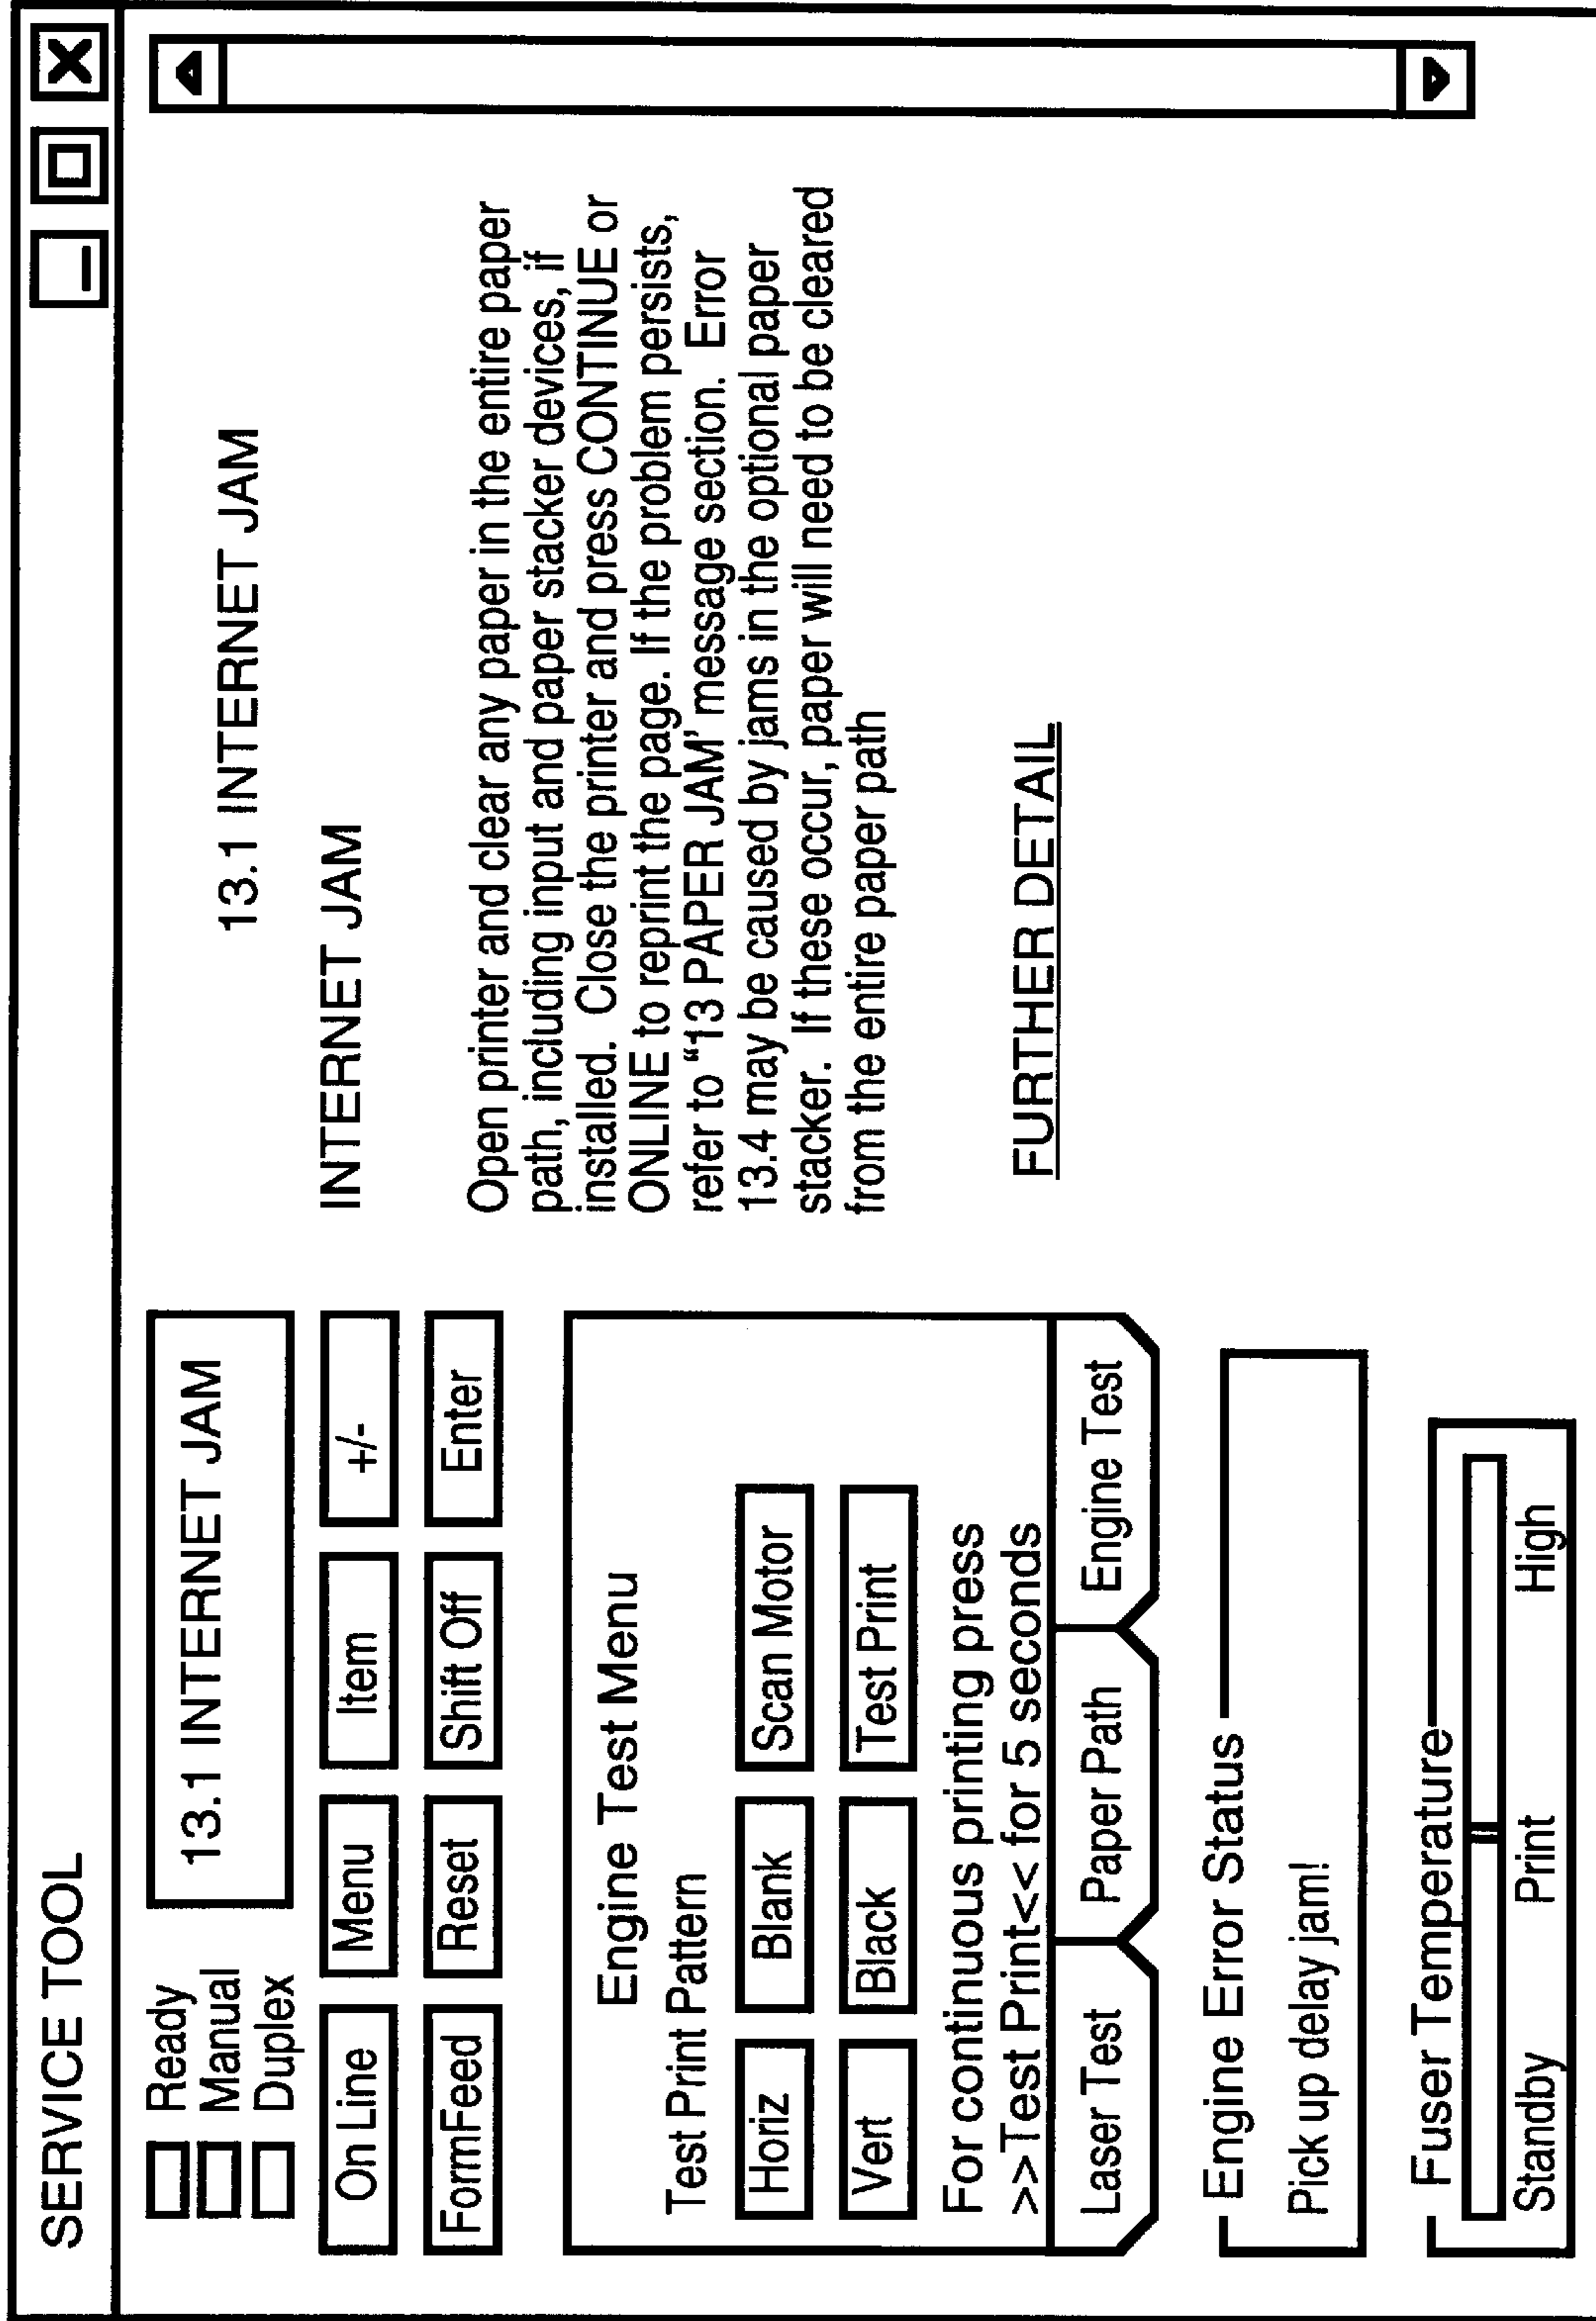 SERVICE TOOL
Ready
Manual
Duplex
13.1 INTERNET JAM
On Line
Menu
Item
+/-
FormFeed
Reset
Shift Off
Enter
Engine Test Menu
Test Print Pattern
Horiz
Blank
Scan Motor
Vert
Black
Test Print
For continuous printing press
>>Test Print<< for 5 seconds
Laser Test
Paper Path
Engine Test
Engine Error Status
Pick up delay jam!
Fuser Temperature
Standby
Print
High
13.1 INTERNET JAM
INTERNET JAM
Open printer and clear any paper in the entire paper
path, including input and paper stacker devices, if
installed. Close the printer and press CONTINUE or
ONLINE to reprint the page. If the problem persists,
refer to “13 PAPER JAM’ message section. Error
13.4 may be caused by jams in the optional paper
stacker. If these occur, paper will need to be cleared
from the entire paper path
FURTHER DETAIL